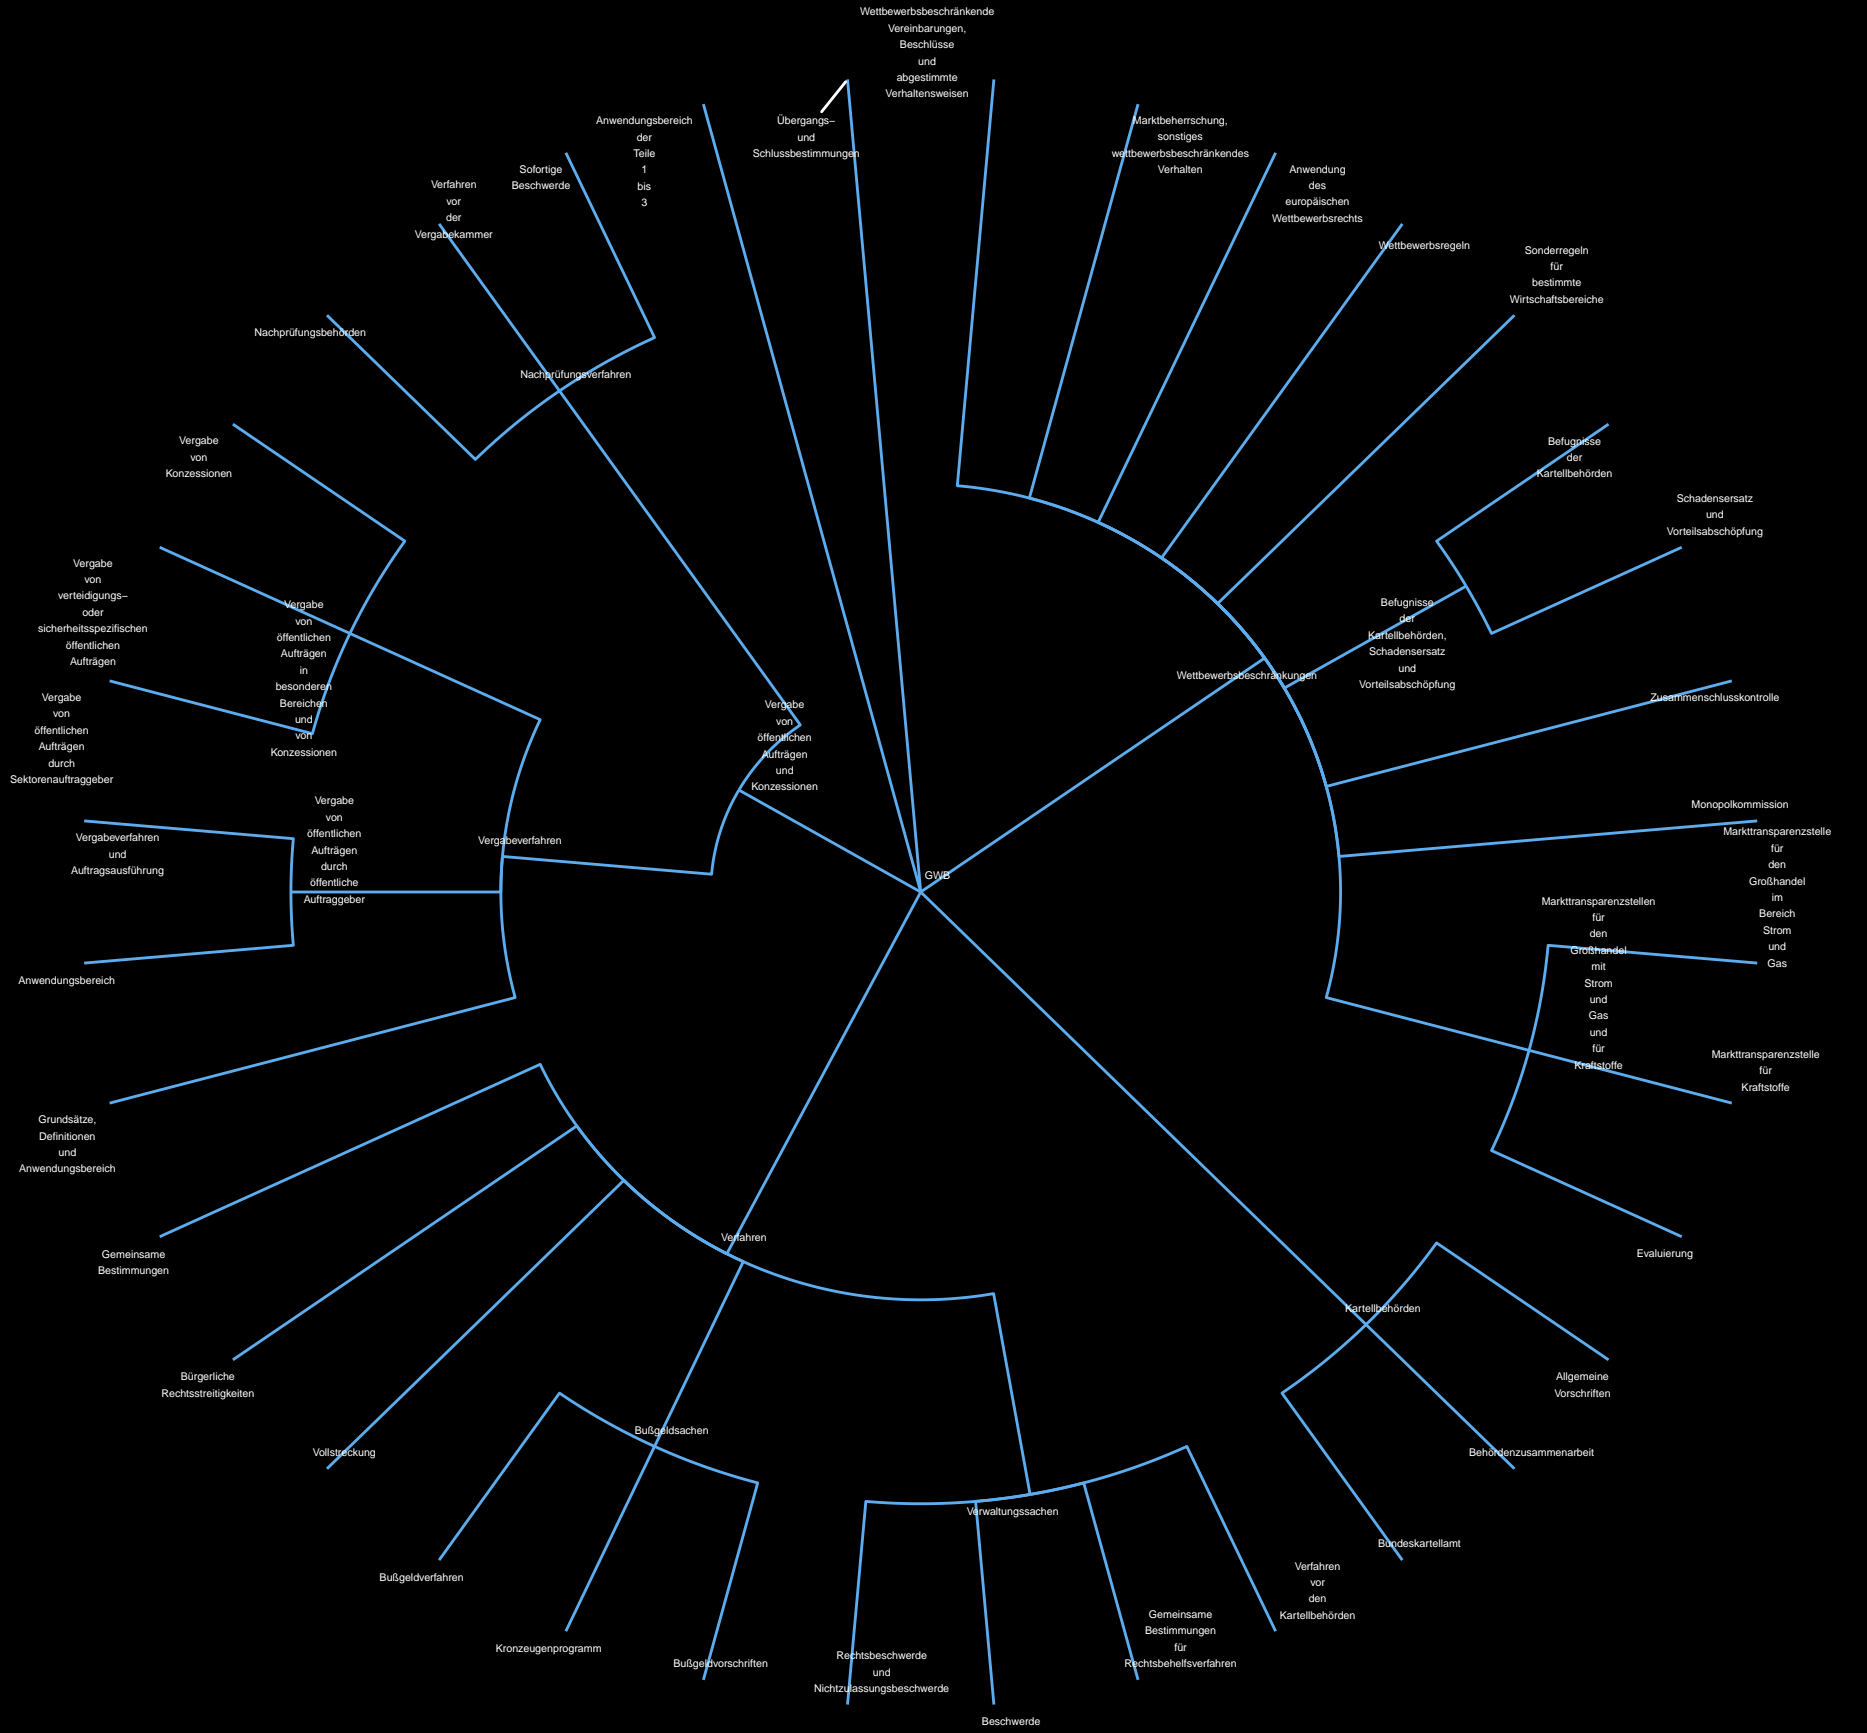 Wettbewerbsbeschränkende
Vereinbarungen,
Beschlüsse
und
abgestimmte
Verhaltensweisen
Übergangs–
und
Schlussbestimmungen
Anwendungsbereich
der
Teile
1
bis
3
Sofortige
Beschwerde
Verfahren
vor
der
Vergabekammer
Nachprüfungsbehörden
Nachprüfungsverfahren
Marktbeherrschung,
sonstiges
wettbewerbsbeschränkendes
Verhalten
Anwendung
des
europäischen
Wettbewerbsrechts
Wettbewerbsregeln
Sonderregeln
für
bestimmte
Wirtschaftsbereiche
Befugnisse
der
Kartellbehörden
Schadensersatz
und
Vorteilsabschöpfung
Befugnisse
der
Kartellbehörden,
Schadensersatz
und
Vorteilsabschöpfung
Wettbewerbsbeschränkungen
Zusammenschlusskontrolle
Monopolkommission
Markttransparenzstelle
für
den
Großhandel
im
Bereich
Strom
und
Gas
Markttransparenzstellen
für
den
Großhandel
mit
Strom
und
Gas
und
für
Kraftstoffe
Markttransparenzstelle
für
Kraftstoffe
Evaluierung
Vergabe
von
Konzessionen
Vergabe
von
verteidigungs–
oder
sicherheitsspezifischen
öffentlichen
Aufträgen
Vergabe
von
öffentlichen
Aufträgen
in
besonderen
Bereichen
und
von
Konzessionen
Vergabe
von
öffentlichen
Aufträgen
durch
Sektorenauftraggeber
Vergabe
von
öffentlichen
Aufträgen
und
Konzessionen
Vergabeverfahren
und
Auftragsausführung
Vergabe
von
öffentlichen
Aufträgen
durch
öffentliche
Auftraggeber
Vergabeverfahren
GWB
Anwendungsbereich
Grundsätze,
Definitionen
und
Anwendungsbereich
Gemeinsame
Bestimmungen
Bürgerliche
Rechtsstreitigkeiten
Vollstreckung
Verfahren
Bußgeldsachen
Bußgeldverfahren
Kronzeugenprogramm
Bußgeldvorschriften
Verwaltungssachen
Rechtsbeschwerde
und
Nichtzulassungsbeschwerde
Beschwerde
Gemeinsame
Bestimmungen
für
Rechtsbehelfsverfahren
Verfahren
vor
den
Kartellbehörden
Kartellbehörden
Allgemeine
Vorschriften
Behördenzusammenarbeit
Bundeskartellamt